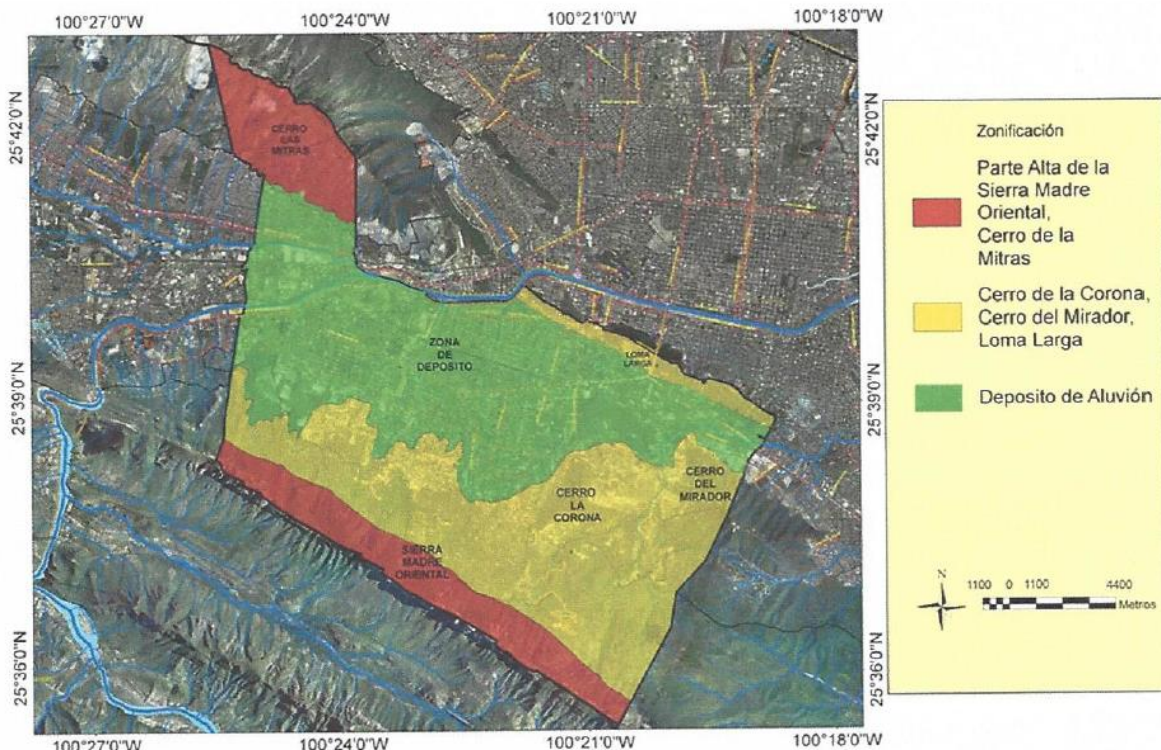 100°27'0"W
100°24'0"W
100°21'0"W
100°18'0"W
25°42'0"N
25°42'0"N
CERRO
LAS
MITRAS
ZONA
DE
DEPOSITO
LOMA
LARGA
25°39'0"N
25°39'0"N
CERRO
DEL
MIRADOR
CERRO
LA
CORONA
SIERRA
MADRE
ORIENTAL
25°36'0"N
25°36'0"N
100°27'0"W
100°24'0"W
100°21'0"W
100°18'0"W
Zonificación
Parte Alta de la
Sierra Madre
Oriental,
Cerro de la
Mitras
Cerro de la Corona,
Cerro del Mirador,
Loma Larga
Deposito de Aluvión
N
1100 0 1100 4400
Metros